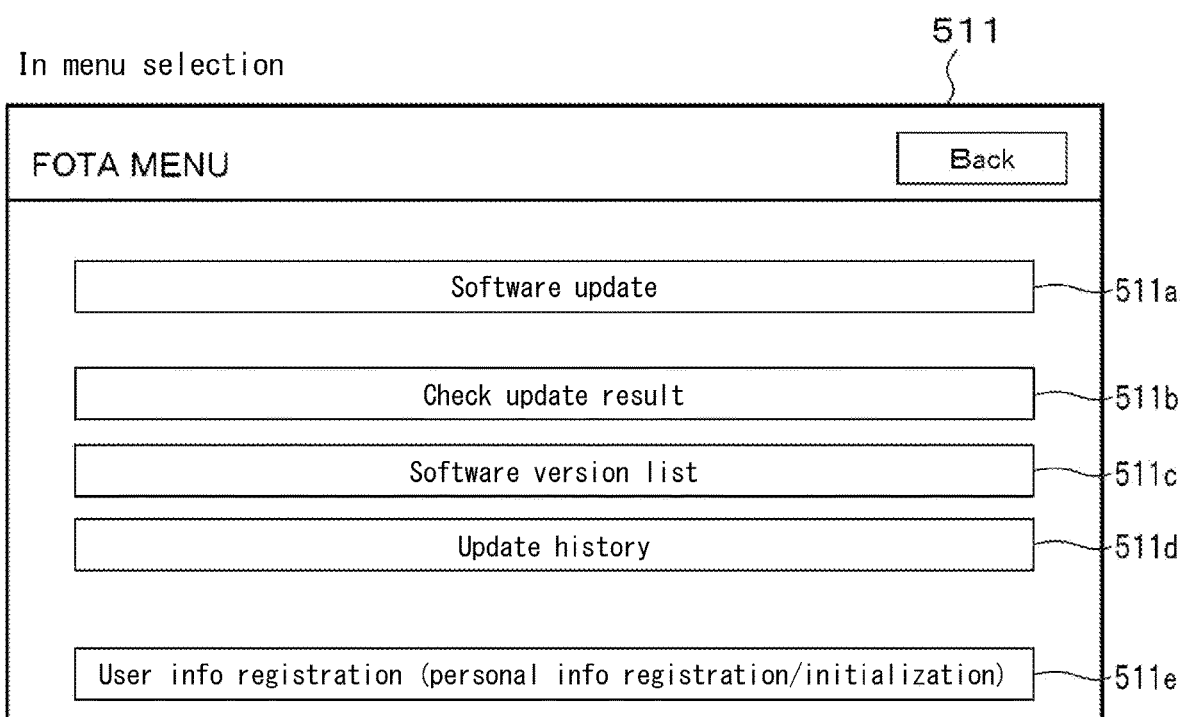 511
In menu selection
FOTA MENU
Back
Software update
511a
Check update result
511b
Software version list
511c
Update history
511d
User info registration (personal info registration/initialization)
511e